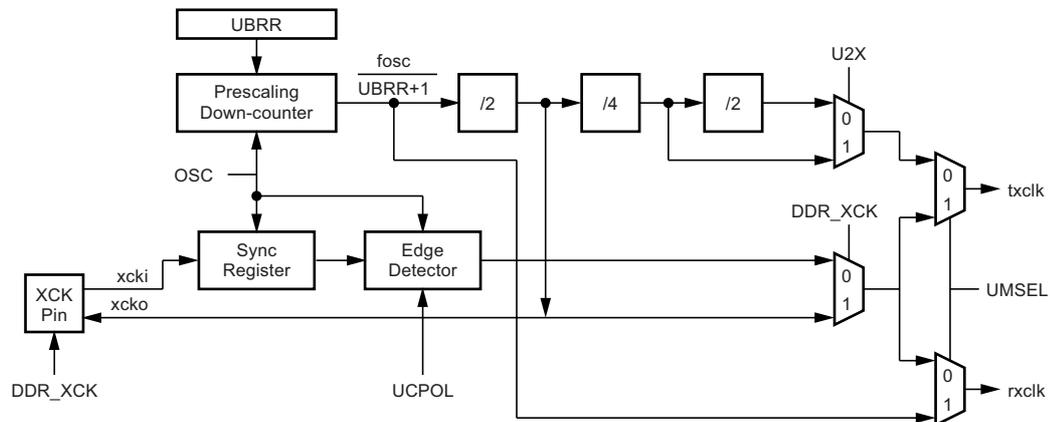 UBRR
Prescaling
Down-counter
fosc
UBRR+1
/2
/4
/2
U2X
0
1
OSC
0
1
txclk
DDR_XCK
Sync
Register
Edge
Detector
0
1
xcki
XCK
Pin
xcko
UMSEL
DDR_XCK
UCPOL
0
1
rxclk